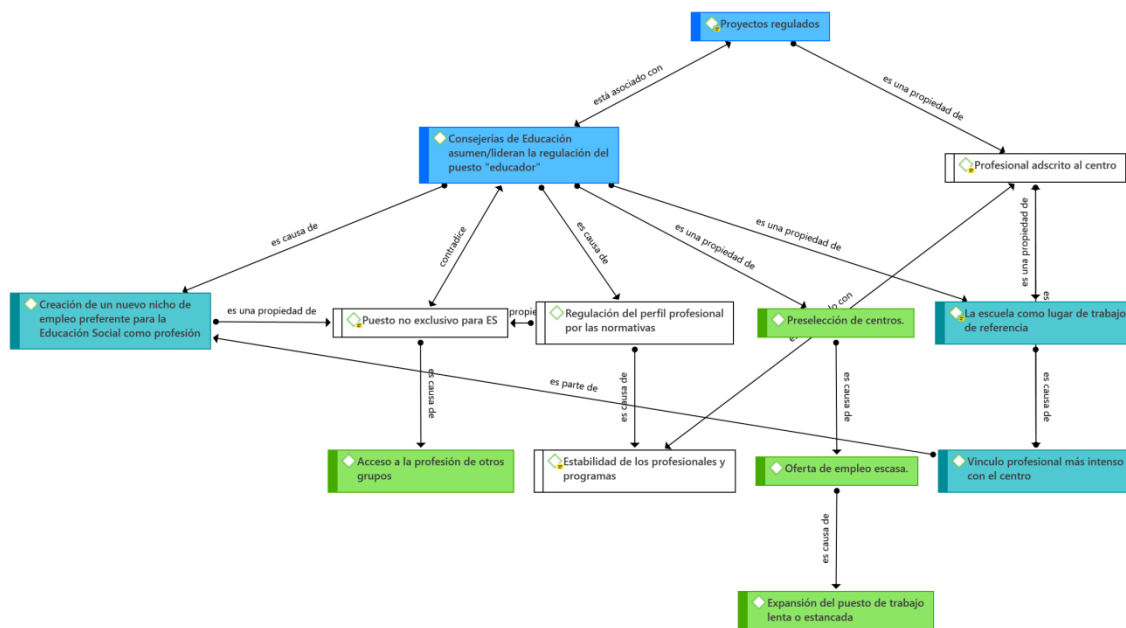 Proyectos regulados
está asociado con
es una propiedad de
Consejerías de Educación
asumen/lideran la regulación del
puesto "educador"
Profesional adscrito al centro
es causa de
contradice
es causa de
es una propiedad de
es una propiedad de
es una propiedad de
Creación de un nuevo nicho de
empleo preferente para la
Educación Social como profesión
es una propiedad de
Puesto no exclusivo para ES
Regulación del perfil profesional
por las normativas
Preselección de centros.
La escuela como lugar de trabajo
de referencia
es parte de
es causa de
es causa de
es causa de
es causa de
Acceso a la profesión de otros
grupos
Estabilidad de los profesionales y
programas
Oferta de empleo escasa.
Vinculo profesional más intenso
con el centro
es causa de
Expansión del puesto de trabajo
lenta o estancada